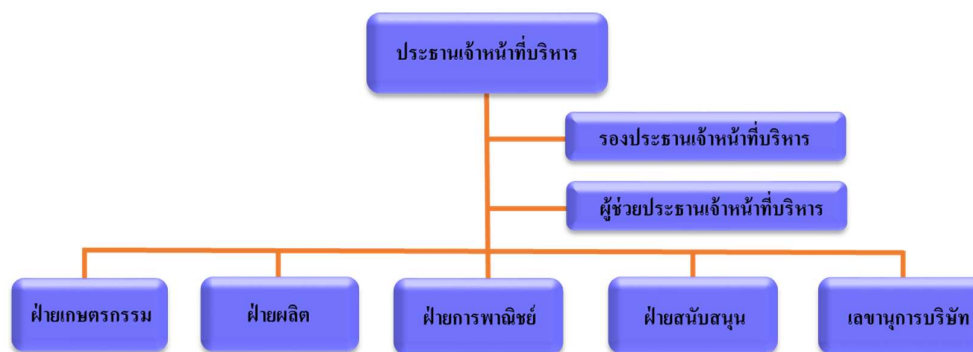 ประธานเจ้าหน้าที่บริหาร
รองประธานเจ้าหน้าที่บริหาร
ผู้ช่วยประธานเจ้าหน้าที่บริหาร
ฝ่ายเกษตรกรรม
ฝ่ายผลิต
ฝ่ายการพาณิชย์
ฝ่ายสนับสนุน
เลขานุการบริษัท